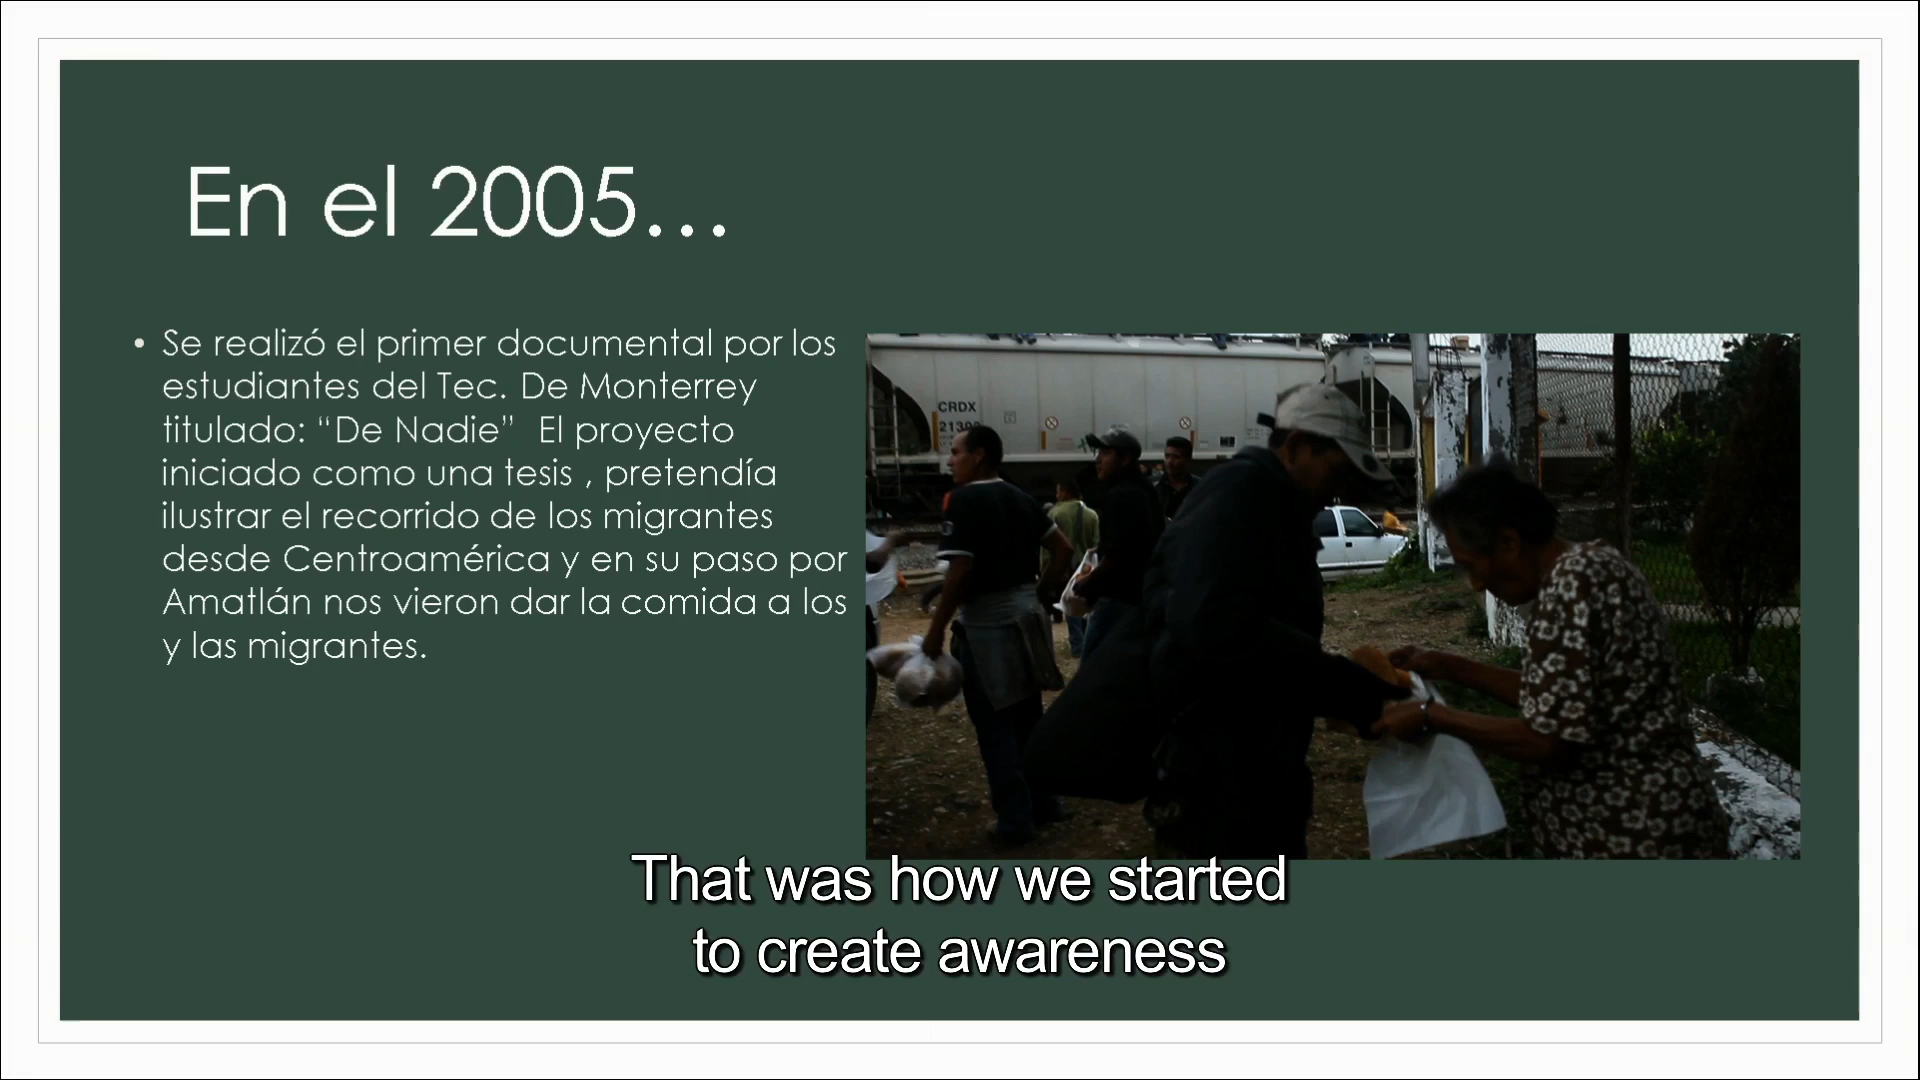 En el 2005...
• Se realizó el primer documental por los
estudiantes del Tec. De Monterrey
titulado: “De Nadie”  El proyecto
iniciado como una tesis , pretendía
ilustrar el recorrido de los migrantes
desde Centroamérica y en su paso por
Amatlán nos vieron dar la comida a los
y las migrantes.
CRDX
That was how we started
to create awareness